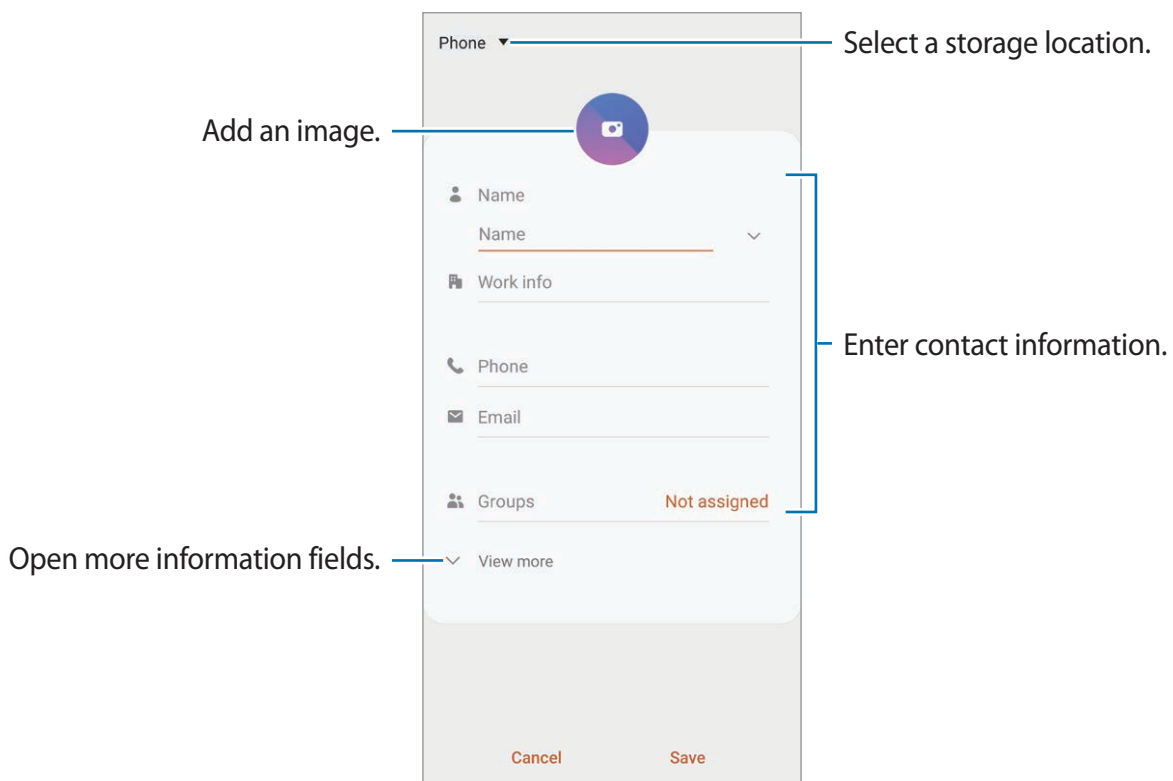 Phone
Select a storage location.
Add an image.
Name
Name
Work info
Enter contact information.
Phone
Email
Groups Not assigned
Open more information fields.
View more
Cancel Save